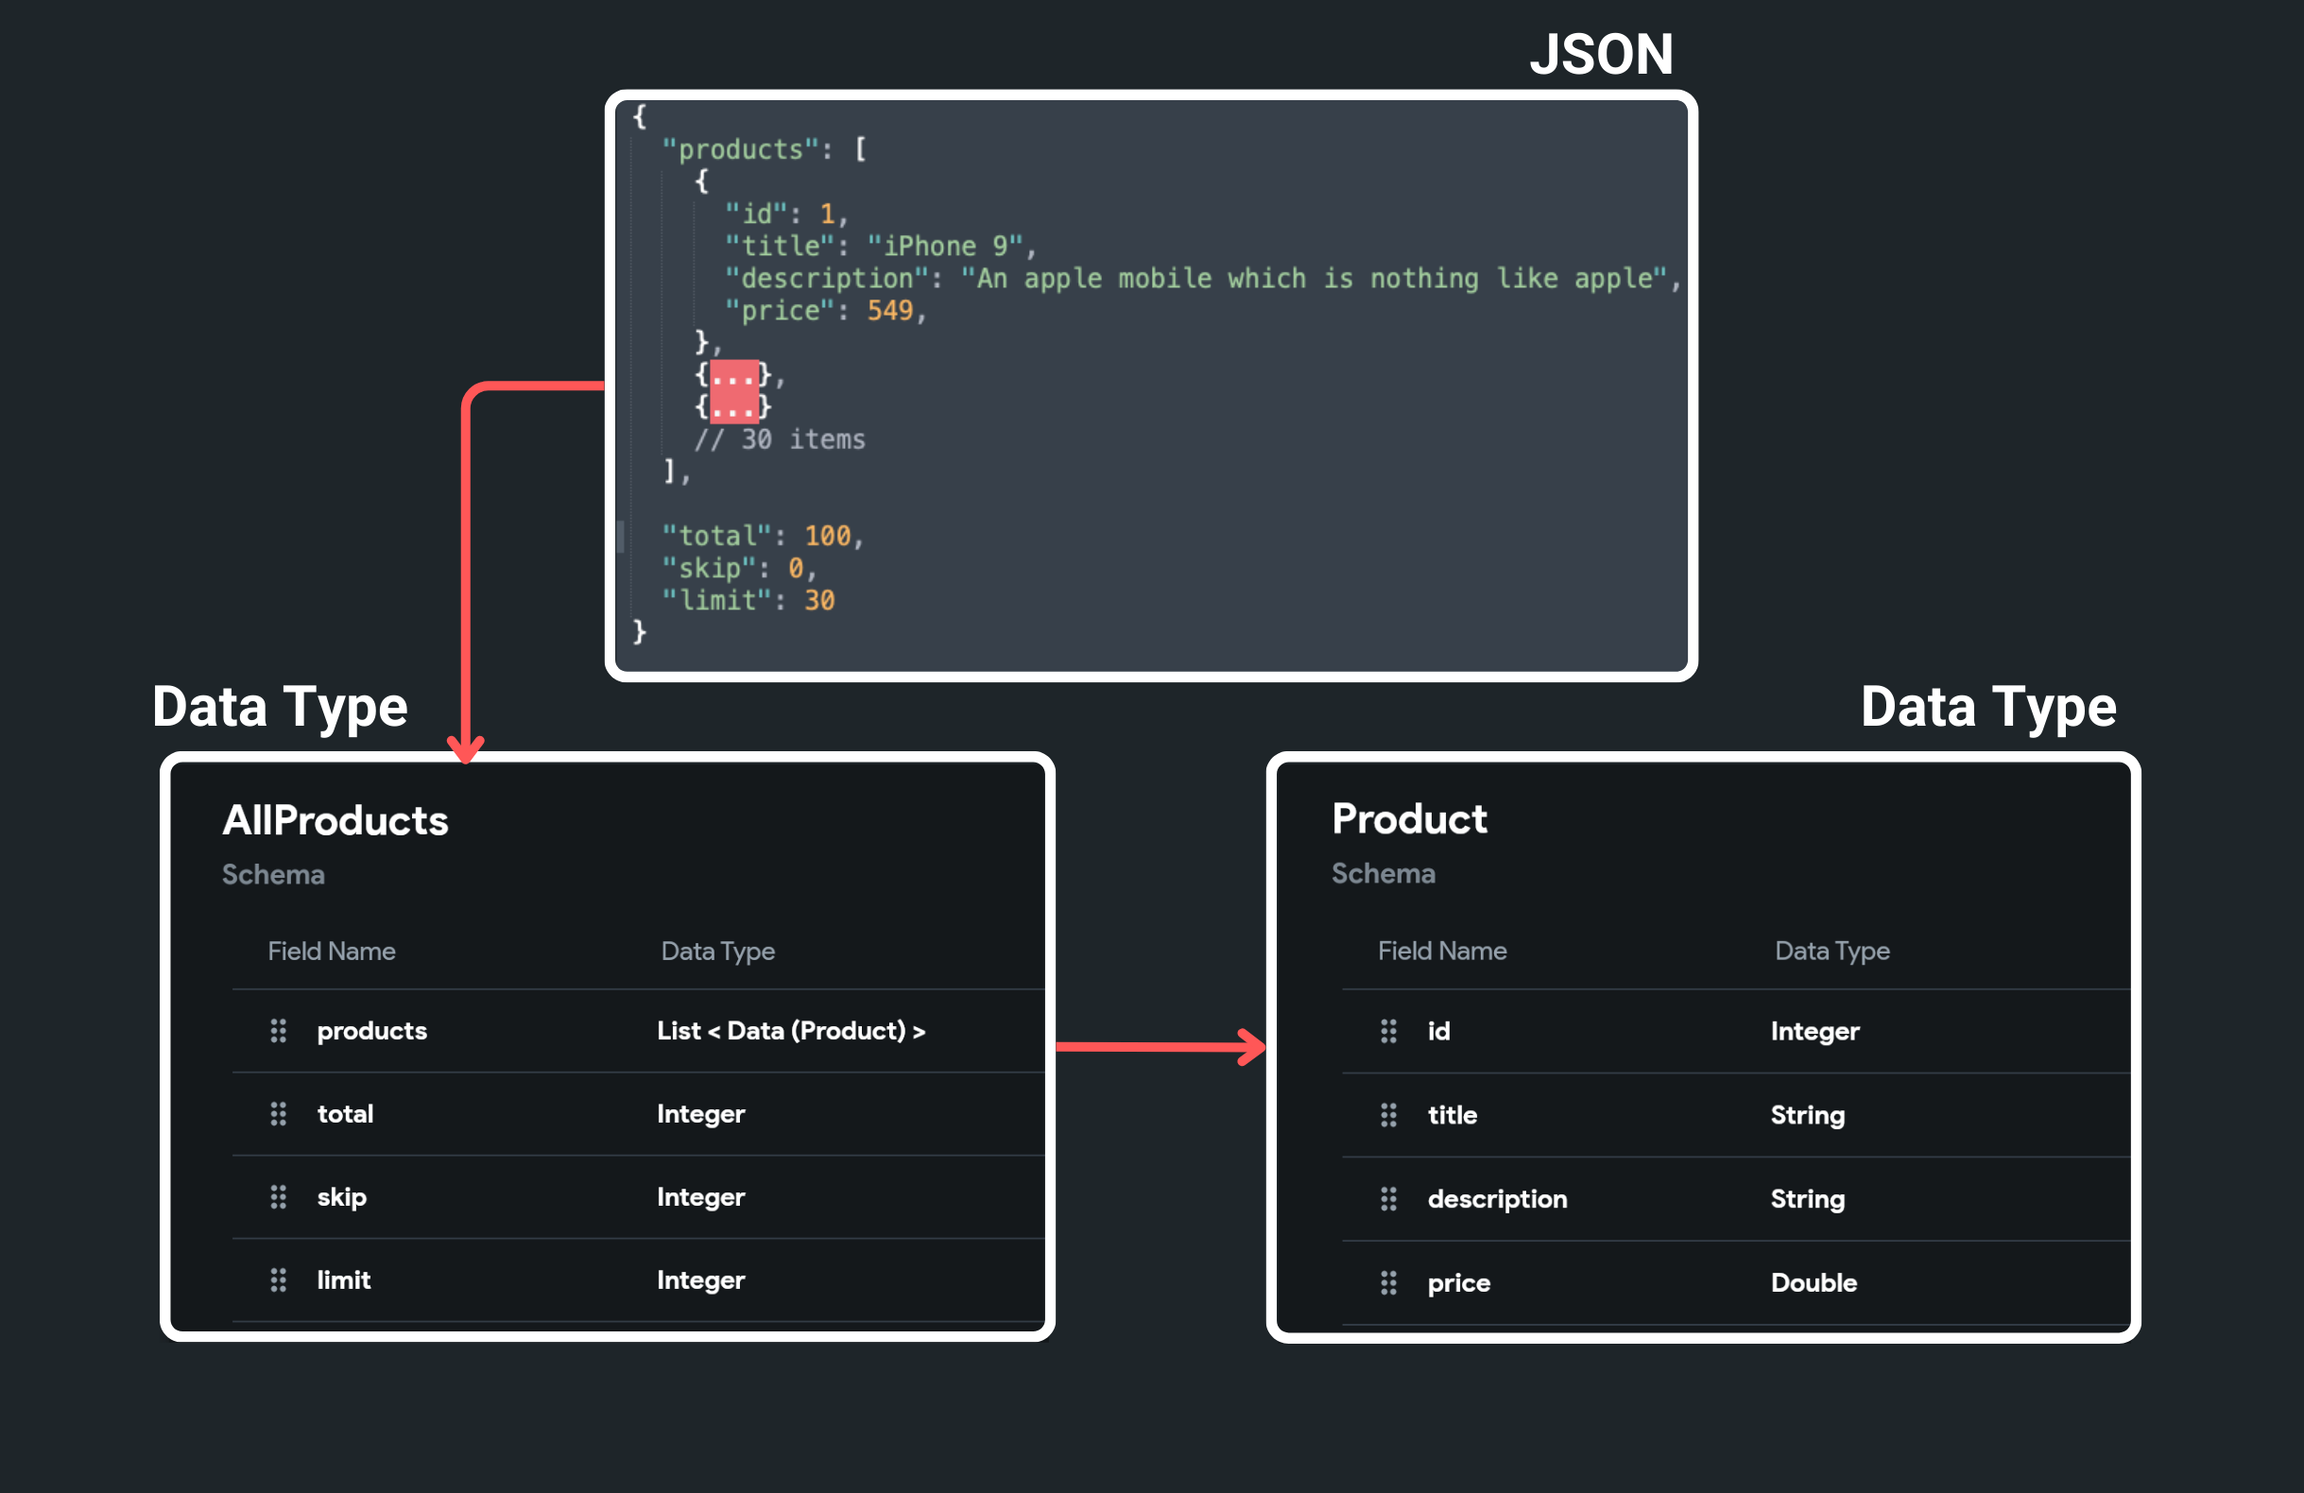 JSON
{
"products": [
{
"id": 1,
"title": "iPhone 9",
"description": "An apple mobile which is nothing like apple",
"price": 549,
},
{...},
{...}
// 30 items
],
"total": 100,
"skip": 0,
"limit": 30
}
Data Type
AllProducts
Schema
Field Name Data Type
products List < Data (Product) >
total Integer
skip Integer
limit Integer
Data Type
Product
Schema
Field Name Data Type
id Integer
title String
description String
price Double